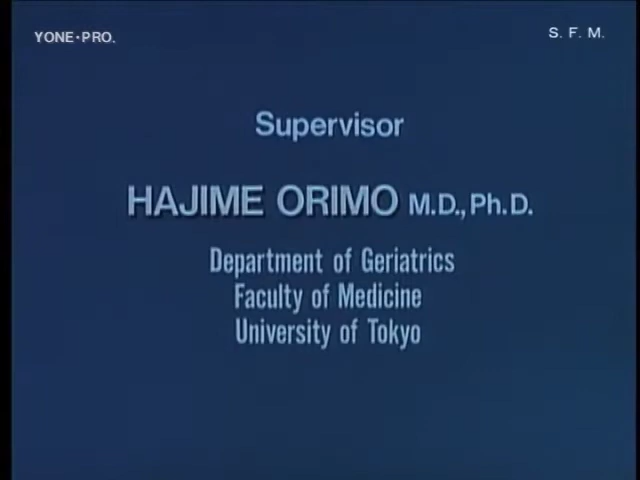 YONE・PRO.
S. F. M.
Supervisor
HAJIME ORIMO M.D., Ph.D.
Department of Geriatrics
Faculty of Medicine
University of Tokyo